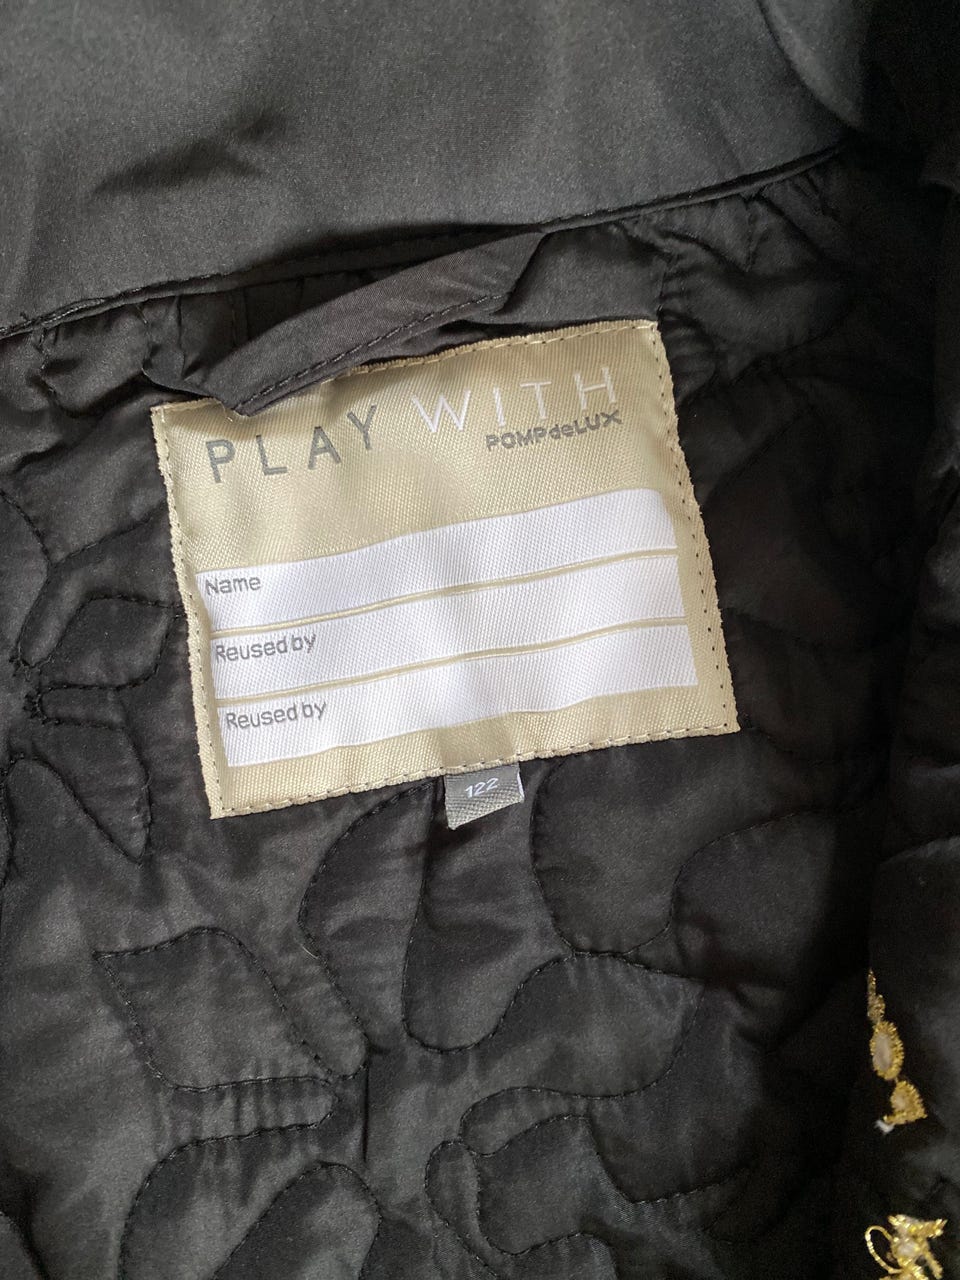 PLAY WITH
POMPdeLUX
Name
Reused by
Reused by
122